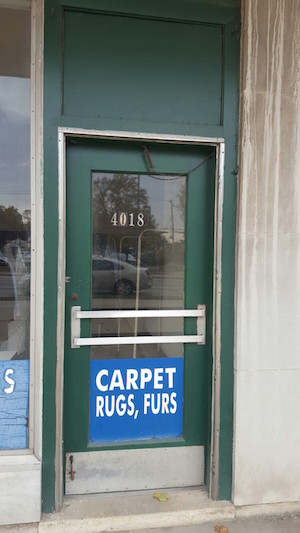 4018
S
CARPET
RUGS, FURS